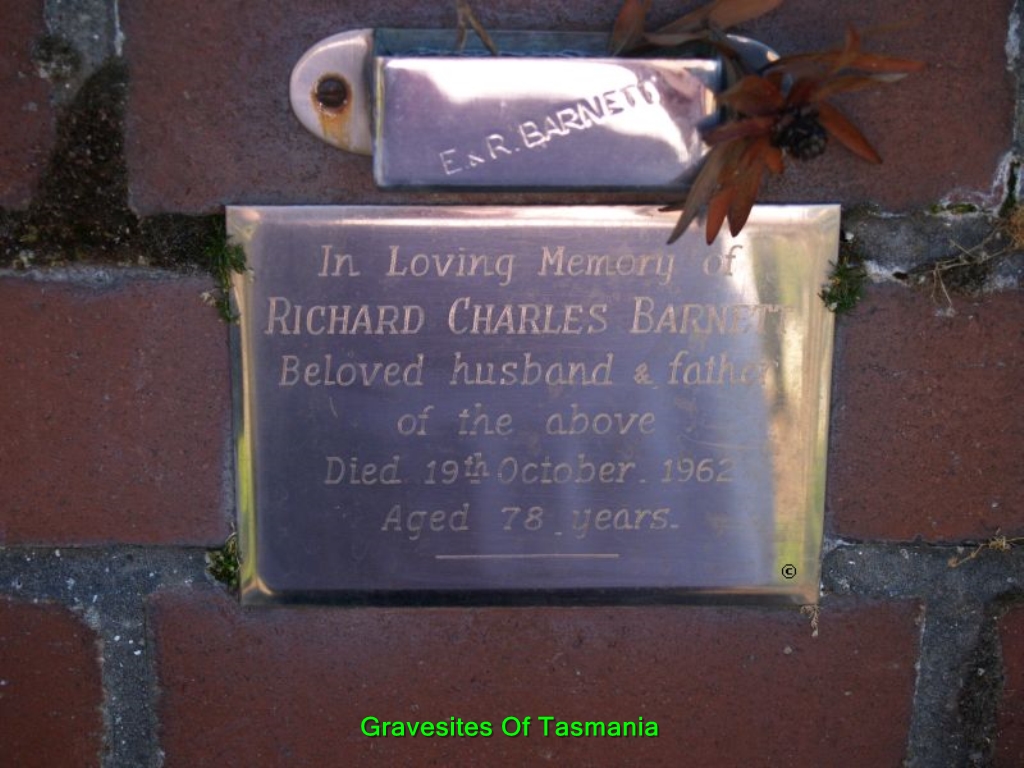 E. & R. BARNETT
In Loving Memory of
RICHARD CHARLES BARNETT
Beloved husband & father
of the above
Died 19th October. 1962
Aged 78 years.
©
Gravesites Of Tasmania